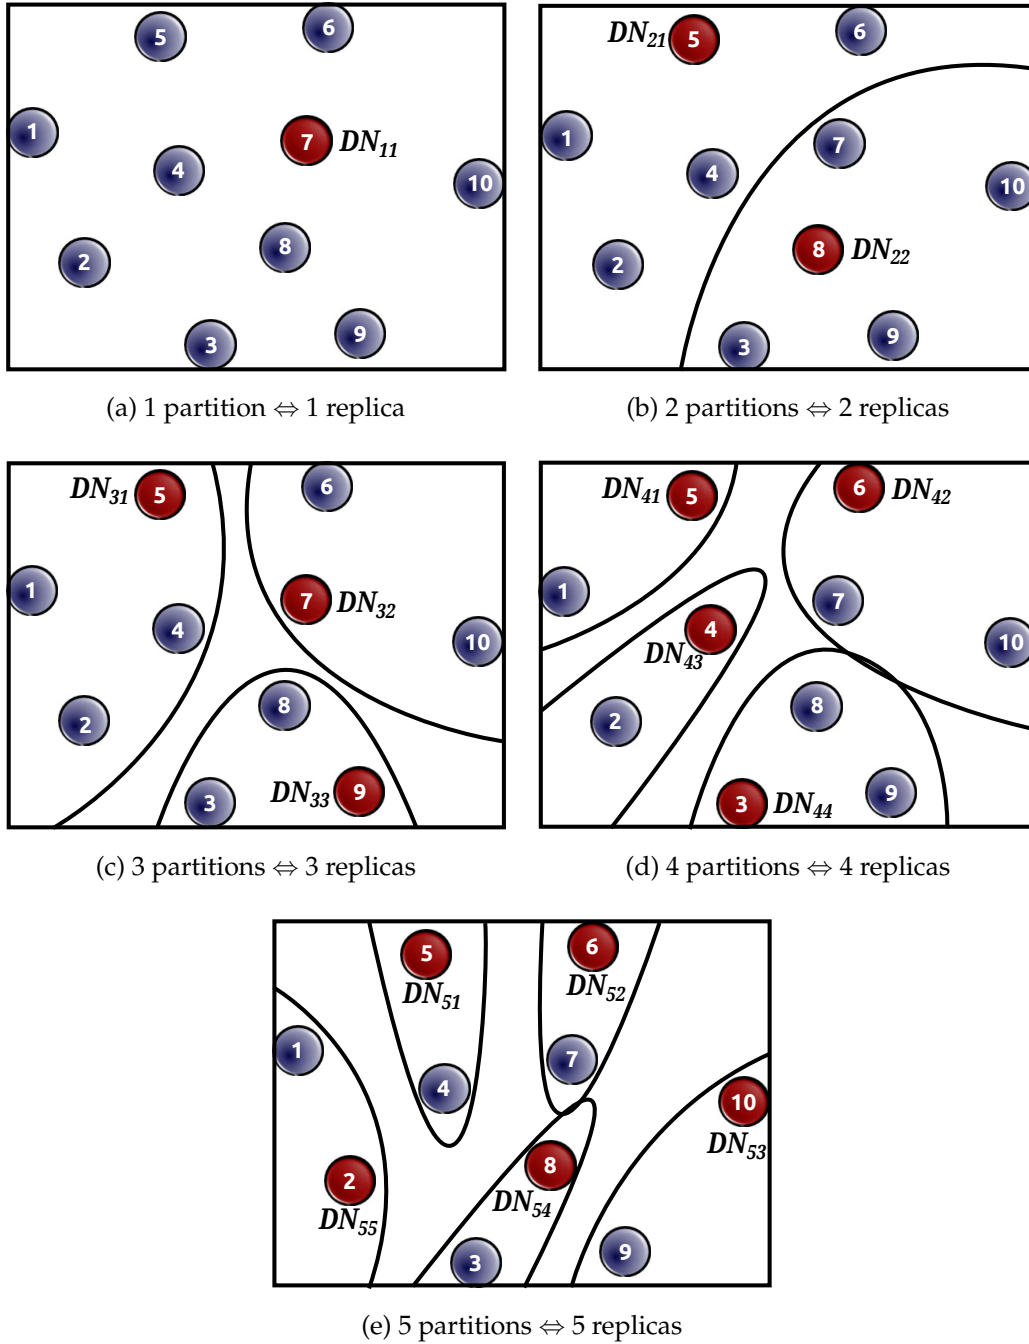 5 6
1 7 DN11
4 10
2 8
3 9
(a) 1 partition ⇔ 1 replica
DN21 5 6
1 7
4 10
2 8 DN22
3 9
(b) 2 partitions ⇔ 2 replicas
DN31 5 6
1 7 DN32
4 10
2 8
3 DN33 9
(c) 3 partitions ⇔ 3 replicas
DN41 5 6 DN42
1 7
4 10
DN43
2 8
3 DN44 9
(d) 4 partitions ⇔ 4 replicas
5 6
DN51 DN52
1 7
4 10
DN53
2 8
DN55 DN54
3 9
(e) 5 partitions ⇔ 5 replicas